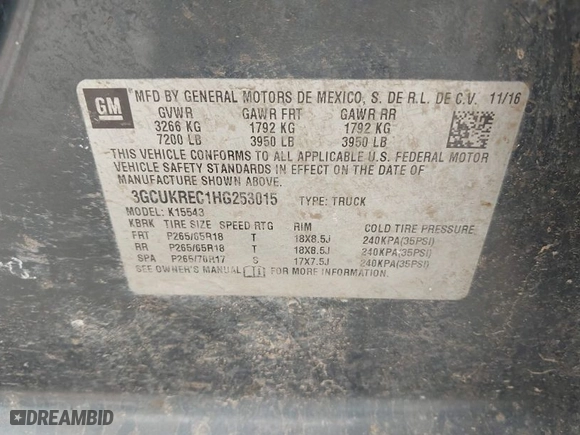 GM
MFD BY GENERAL MOTORS DE MEXICO, S. DE R.L. DE C.V. 11/16
GVWR GAWR FRT GAWR RR
3266 KG 1792 KG 1792 KG
7200 LB 3950 LB 3950 LB
THIS VEHICLE CONFORMS TO ALL APPLICABLE U.S. FEDERAL MOTOR
VEHICLE SAFETY STANDARDS IN EFFECT ON THE DATE OF
MANUFACTURE SHOWN ABOVE.
3GCUKREC1HG253015 TYPE: TRUCK
MODEL: K15543
KBRK TIRE SIZE SPEED RTG RIM COLD TIRE PRESSURE
FRT P265/65R18 T 18X8.5J 240KPA(35PSI)
RR P265/65R18 T 18X8.5J 240KPA(35PSI)
SPA P265/70R17 S 17X7.5J 240KPA(35PSI)
SEE OWNER'S MANUAL FOR MORE INFORMATION.
DREAMBID